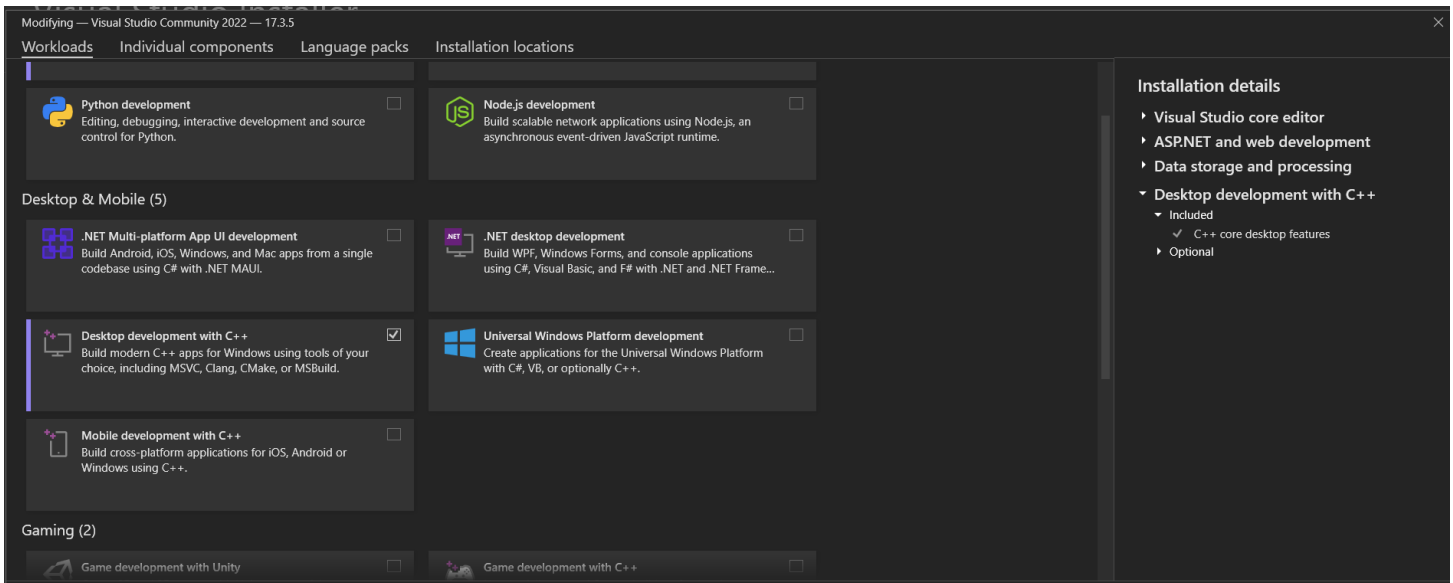 Visual Studio Installer
Modifying — Visual Studio Community 2022 — 17.3.5
Workloads
Individual components
Language packs
Installation locations
Python development
Editing, debugging, interactive development and source
control for Python.
Node.js development
Build scalable network applications using Node.js, an
asynchronous event-driven JavaScript runtime.
Desktop & Mobile (5)
.NET Multi-platform App UI development
Build Android, iOS, Windows, and Mac apps from a single
codebase using C# with .NET MAUI.
.NET
.NET desktop development
Build WPF, Windows Forms, and console applications
using C#, Visual Basic, and F# with .NET and .NET Frame...
Desktop development with C++
Build modern C++ apps for Windows using tools of your
choice, including MSVC, Clang, CMake, or MSBuild.
Universal Windows Platform development
Create applications for the Universal Windows Platform
with C#, VB, or optionally C++.
Mobile development with C++
Build cross-platform applications for iOS, Android or
Windows using C++.
Gaming (2)
Game development with Unity
Game development with C++
Installation details
Visual Studio core editor
ASP.NET and web development
Data storage and processing
Desktop development with C++
Included
C++ core desktop features
Optional